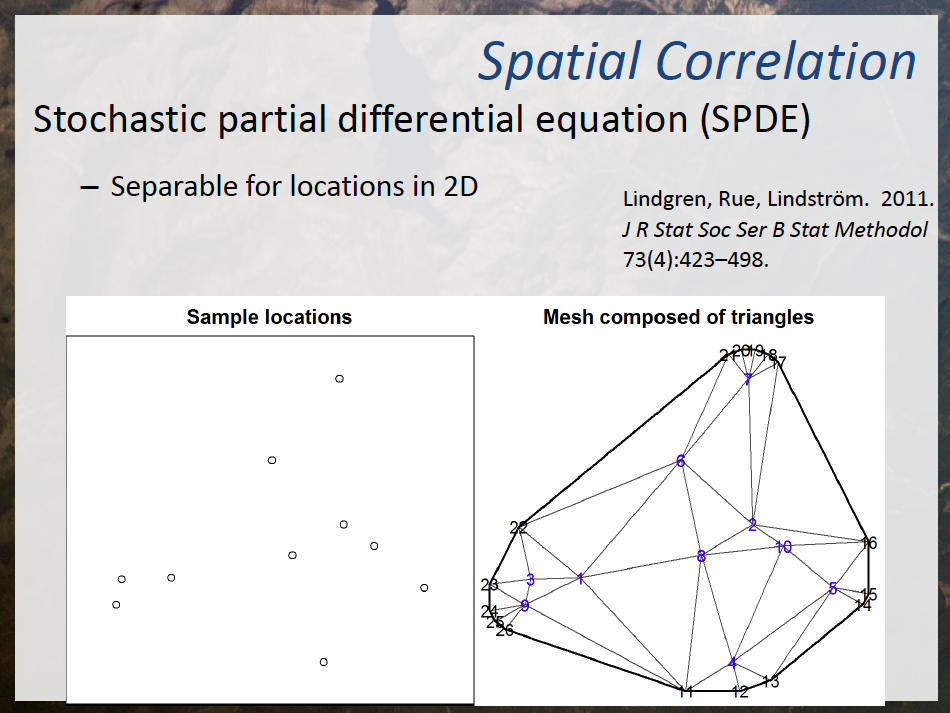 Spatial Correlation
Stochastic partial differential equation (SPDE)
– Separable for locations in 2D
Lindgren, Rue, Lindström. 2011.
J R Stat Soc Ser B Stat Methodol
73(4):423–498.
Sample locations
Mesh composed of triangles
20 19 18 17
7
6
22
2
16
10
8
23
3
1
5
15
24
9
14
25
26
4
13
11
12